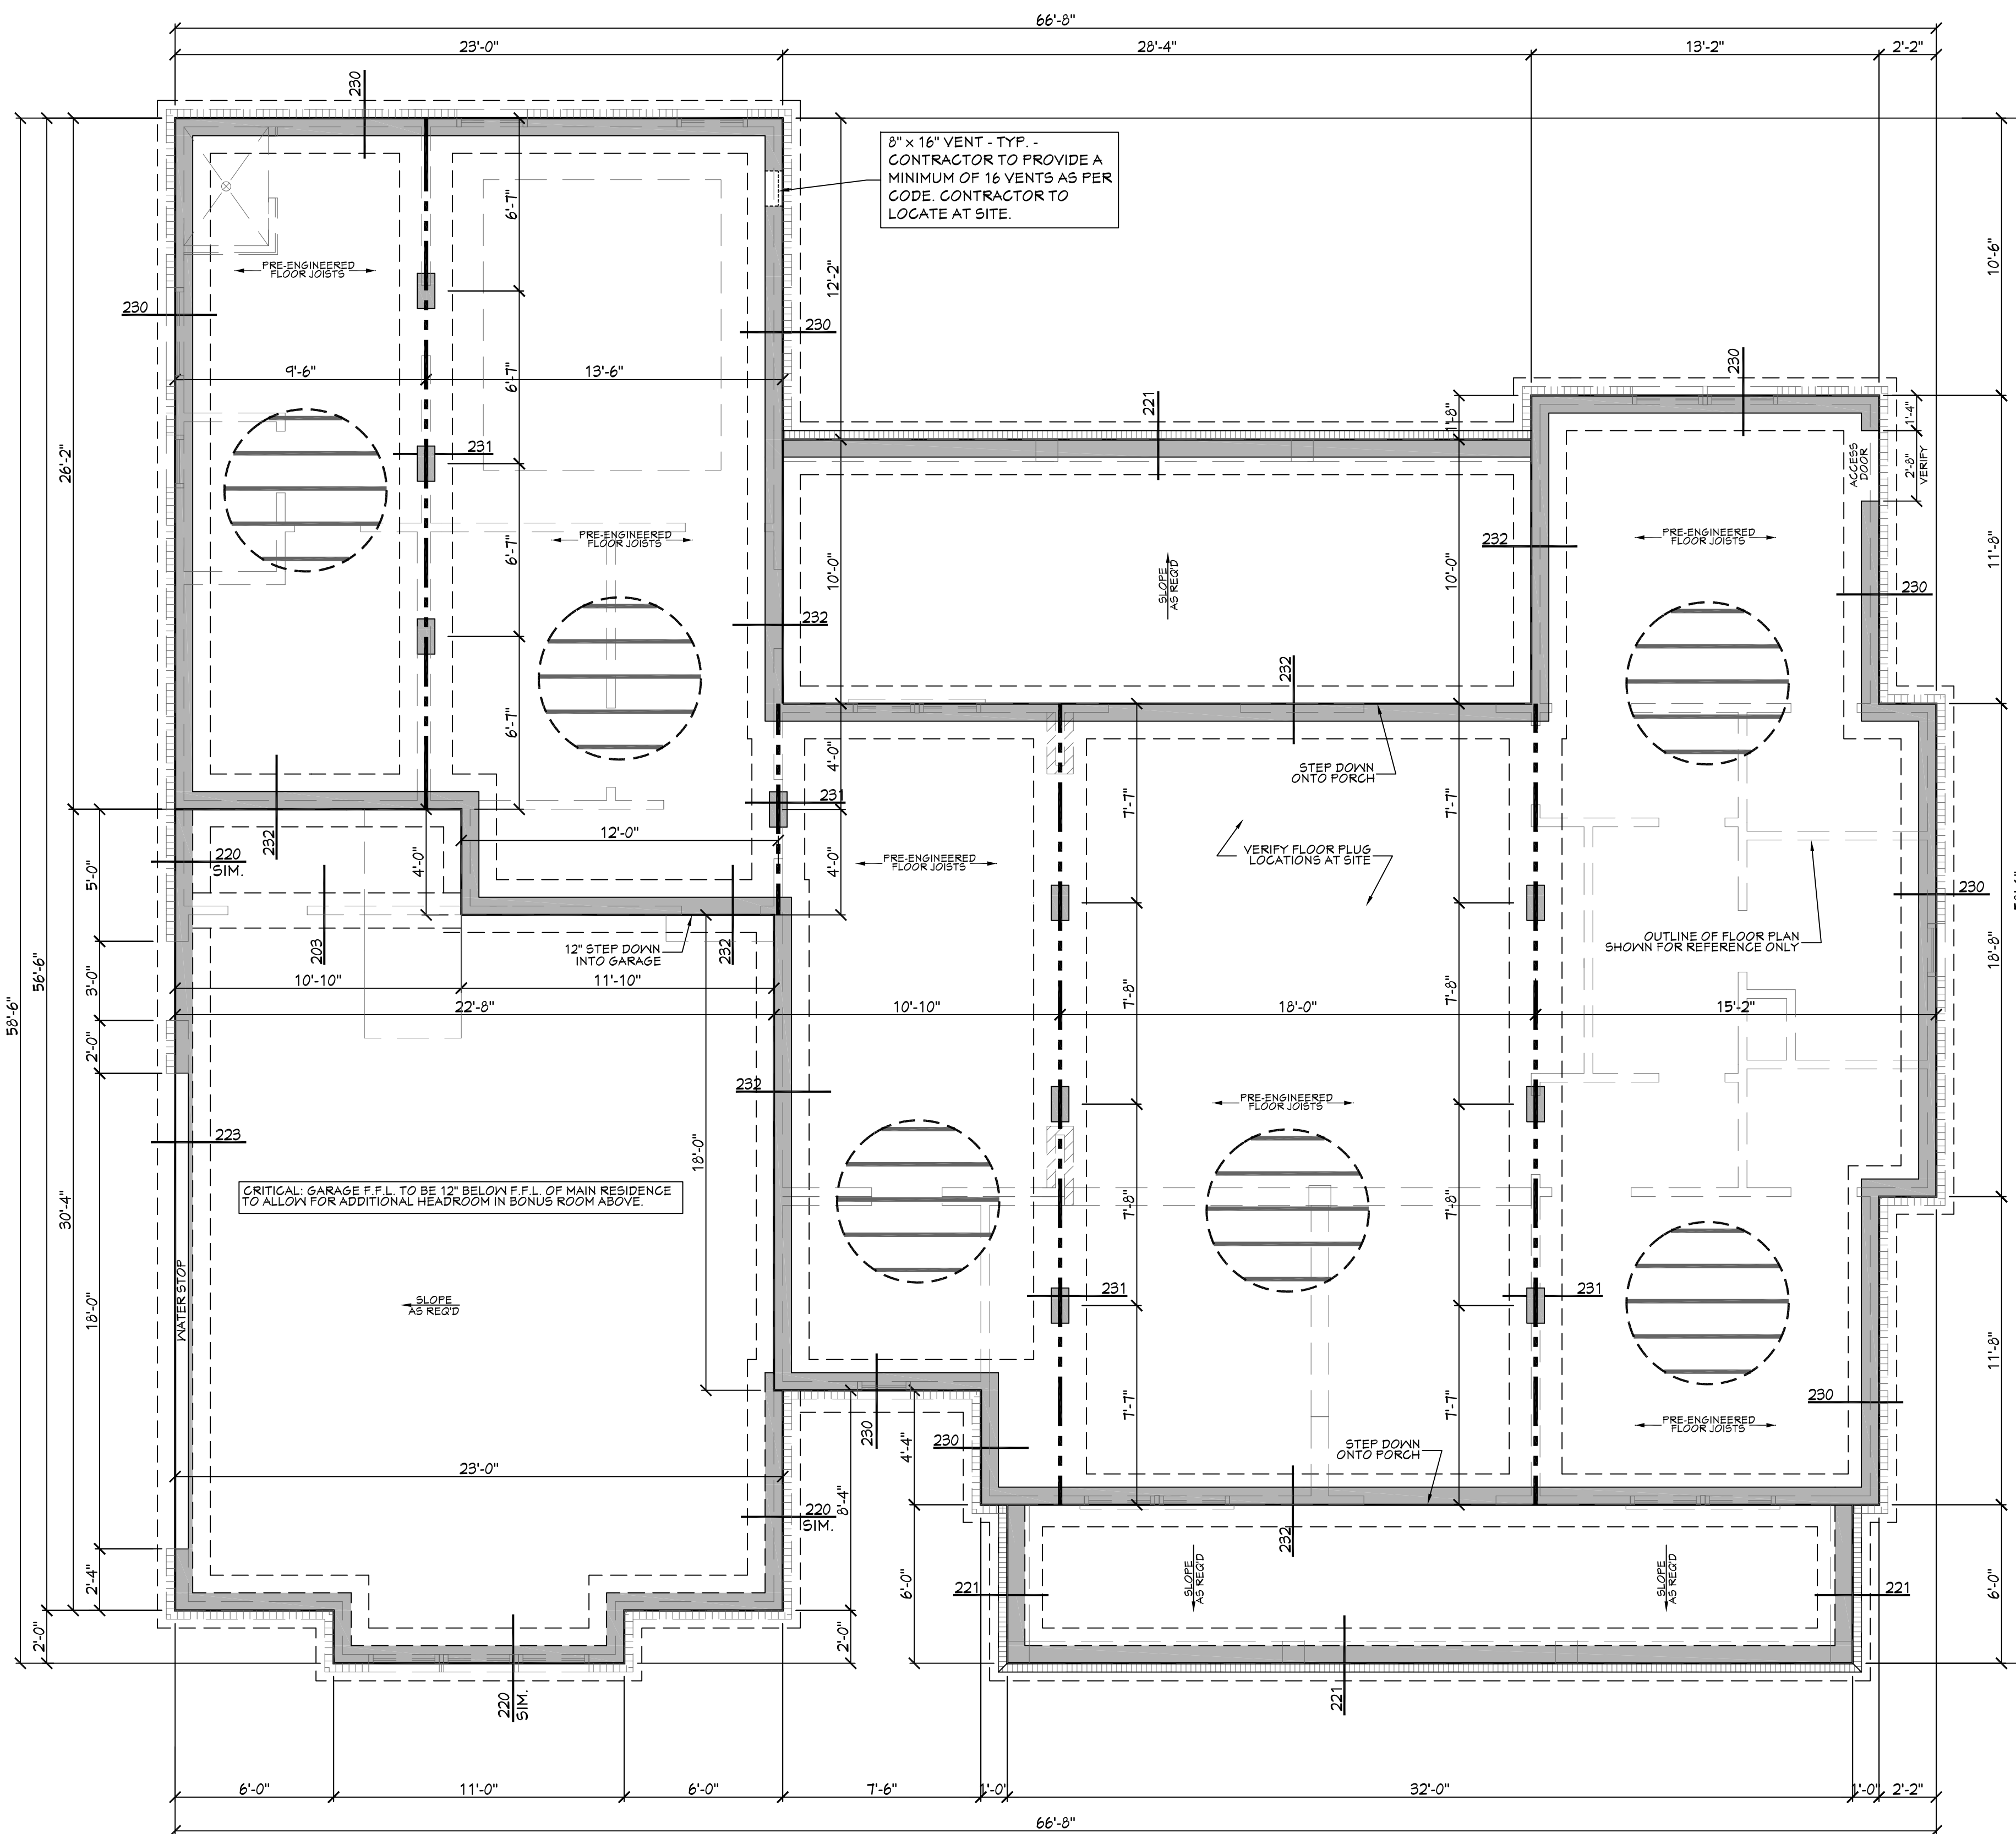 66'-8"
23'-0"
28'-4"
13'-2"
2'-2"
230
8" x 16" VENT - TYP. -
CONTRACTOR TO PROVIDE A
MINIMUM OF 16 VENTS AS PER
CODE. CONTRACTOR TO
LOCATE AT SITE.
6'-7"
12'-2"
10'-6"
PRE-ENGINEERED
FLOOR JOISTS
230
230
9'-6"
13'-6"
6'-7"
221
1'-8"
230
1'-4"
2'-8"
VERIFY
ACCESS
DOOR
26'-2"
231
PRE-ENGINEERED
FLOOR JOISTS
6'-7"
10'-0"
SLOPE
AS REQ'D
10'-0"
232
PRE-ENGINEERED
FLOOR JOISTS
11'-8"
230
232
232
6'-7"
4'-0"
STEP DOWN
ONTO PORCH
7'-7"
7'-7"
231
12'-0"
4'-0"
4'-0"
232
220
SIM.
5'-0"
PRE-ENGINEERED
FLOOR JOISTS
VERIFY FLOOR PLUG
LOCATIONS AT SITE
230
203
12" STEP DOWN
INTO GARAGE
232
OUTLINE OF FLOOR PLAN
SHOWN FOR REFERENCE ONLY
18'-8"
56'-6"
58'-6"
3'-0"
10'-10"
11'-10"
7'-8"
7'-8"
22'-8"
10'-10"
18'-0"
15'-2"
2'-0"
232
PRE-ENGINEERED
FLOOR JOISTS
223
18'-0"
CRITICAL: GARAGE F.F.L. TO BE 12" BELOW F.F.L. OF MAIN RESIDENCE
TO ALLOW FOR ADDITIONAL HEADROOM IN BONUS ROOM ABOVE.
30'-4"
7'-8"
7'-8"
WATER STOP
18'-0"
SLOPE
AS REQ'D
231
231
11'-8"
7'-7"
7'-7"
230
PRE-ENGINEERED
FLOOR JOISTS
230
4'-4"
230
STEP DOWN
ONTO PORCH
23'-0"
8'-4"
220
SIM.
232
2'-4"
6'-0"
221
SLOPE
AS REQ'D
SLOPE
AS REQ'D
221
6'-0"
2'-0"
2'-0"
220
SIM.
221
6'-0"
11'-0"
6'-0"
7'-6"
1'-0"
32'-0"
1'-0"
2'-2"
66'-8"